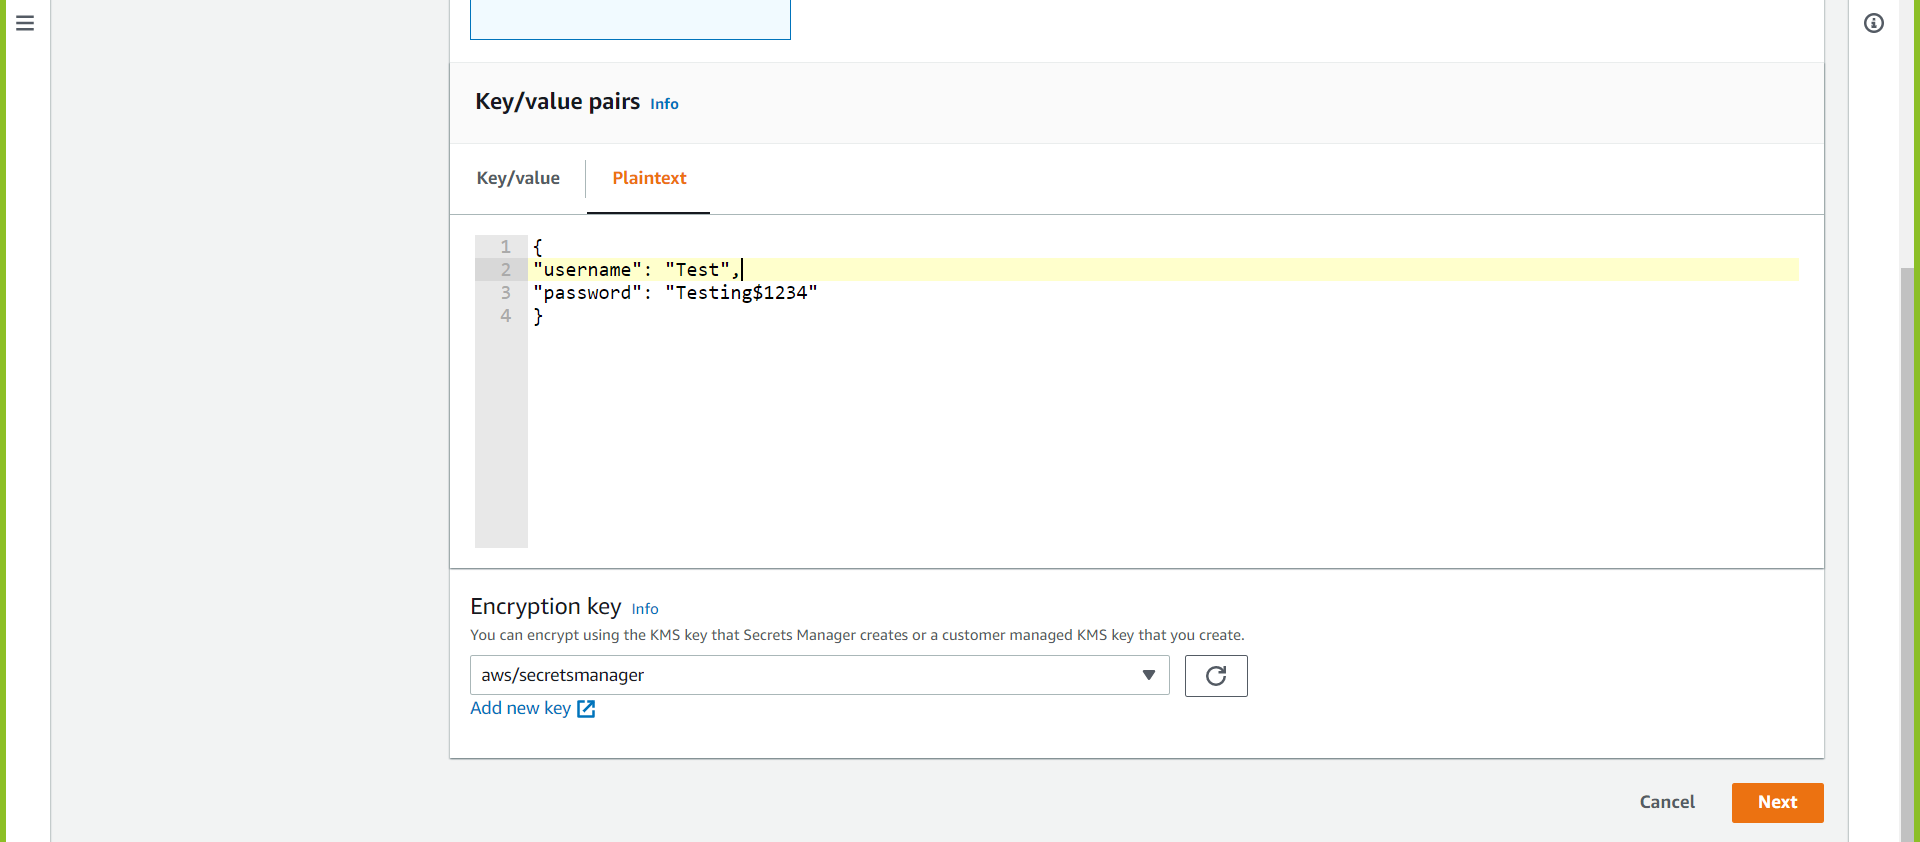 Key/value pairs Info
Key/value Plaintext
1 {
2 "username": "Test",
3 "password": "Testing$1234"
4 }
Encryption key Info
You can encrypt using the KMS key that Secrets Manager creates or a customer managed KMS key that you create.
aws/secretsmanager
Add new key
Cancel Next